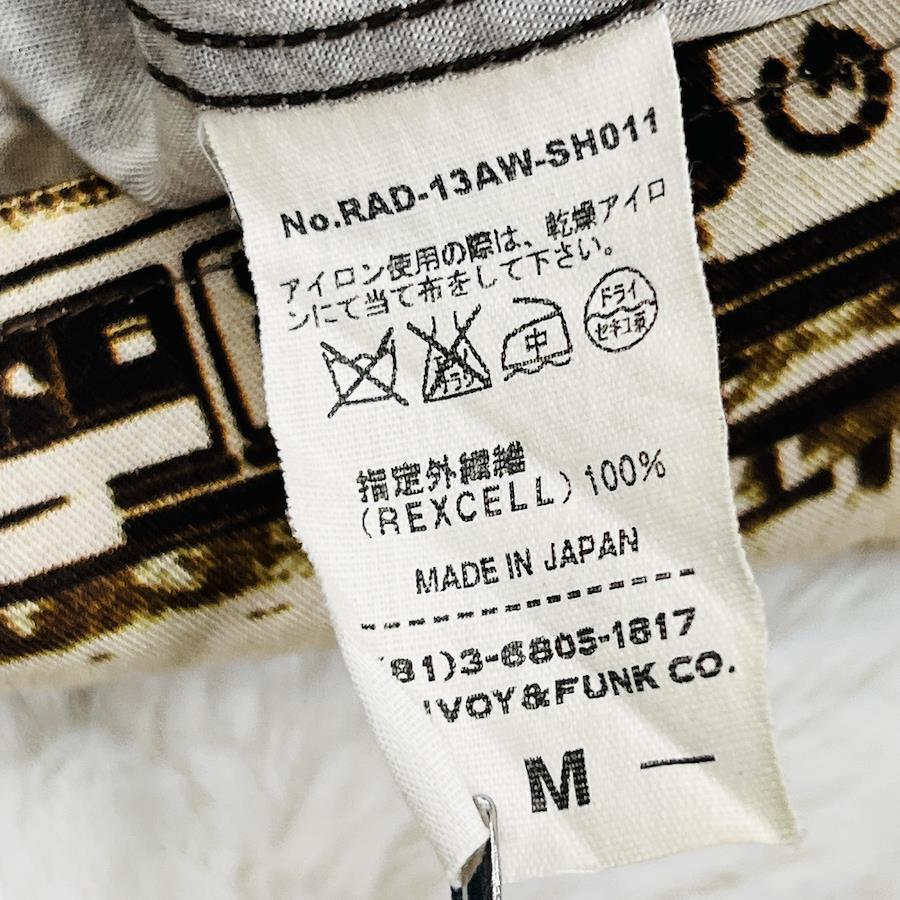 No.RAD-13AW-SH011
アイロン使用の際は、乾燥アイロ
ンにて当て布をして下さい。
中
ドライ
セキユ系
指定外繊維
(REXCELL) 100%
MADE IN JAPAN
81)3-6805-1817
VOY&FUNK CO.
M